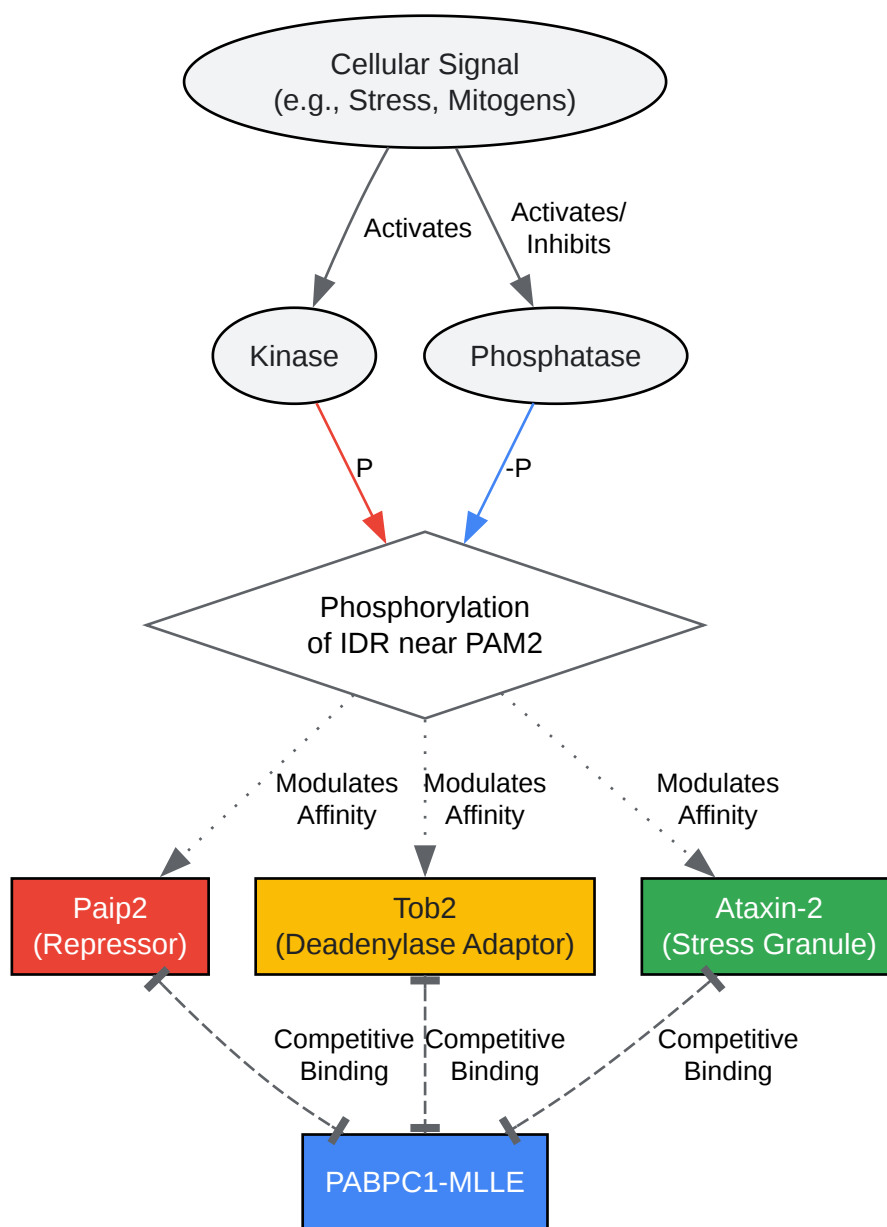 Cellular Signal
(e.g., Stress, Mitogens)
Activates
Activates/
Inhibits
Kinase
Phosphatase
P
-P
Phosphorylation
of IDR near PAM2
Modulates
Affinity
Modulates
Affinity
Modulates
Affinity
Paip2
(Repressor)
Tob2
(Deadenylase Adaptor)
Ataxin-2
(Stress Granule)
Competitive
Binding
Competitive
Binding
Competitive
Binding
PABPC1-MLLE